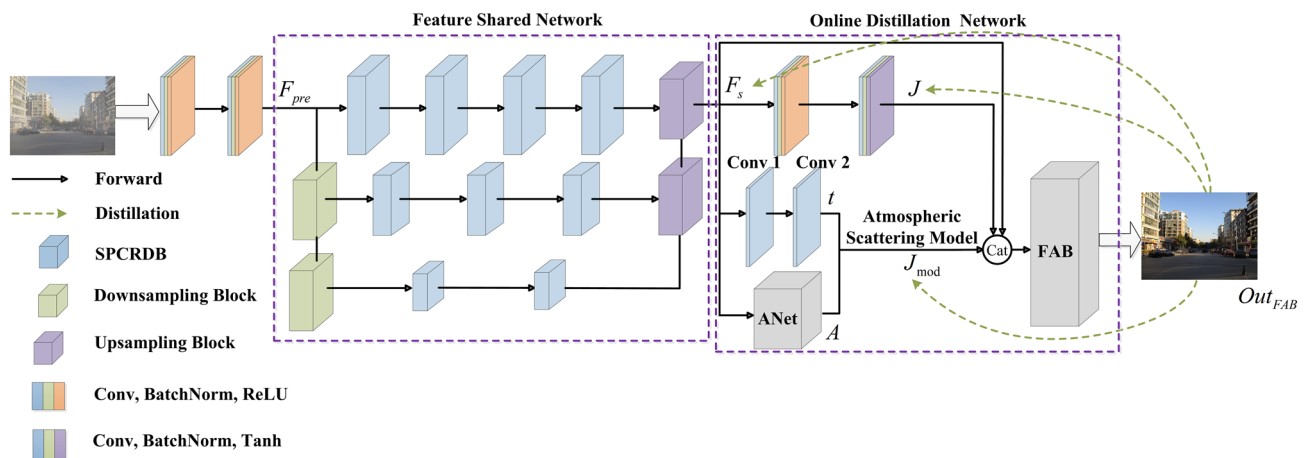 Feature Shared Network
Online Distillation Network
F_pre
F_s
J
Conv 1 Conv 2
t
Atmospheric
Scattering Model
J_mod
Cat
FAB
ANet
A
Out_FAB
Forward
Distillation
SPCRDB
Downsampling Block
Upsampling Block
Conv, BatchNorm, ReLU
Conv, BatchNorm, Tanh